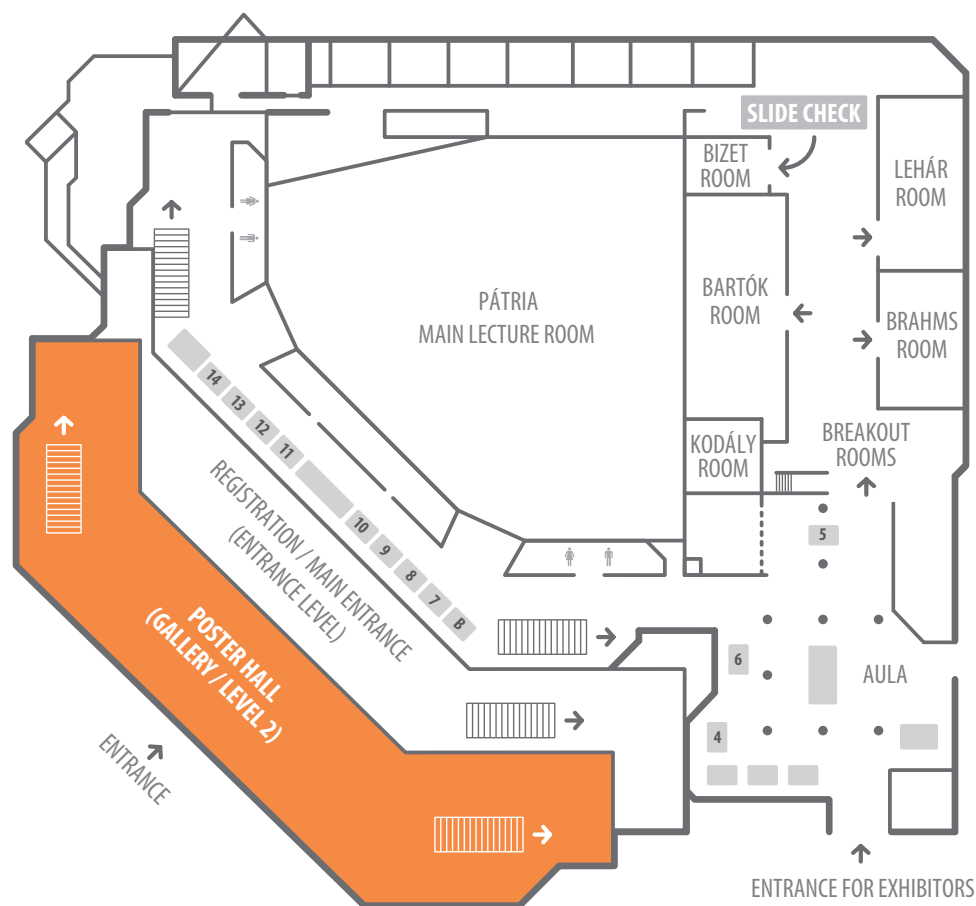 SLIDE CHECK
BIZET
ROOM
LEHÁR
ROOM
PÁTRIA
MAIN LECTURE ROOM
BARTÓK
ROOM
BRAHMS
ROOM
14
13
12
11
10
9
8
7
B
KODÁLY
ROOM
BREAKOUT
ROOMS
5
REGISTRATION / MAIN ENTRANCE
(ENTRANCE LEVEL)
POSTER HALL
(GALLERY / LEVEL 2)
6
AULA
4
ENTRANCE
ENTRANCE FOR EXHIBITORS